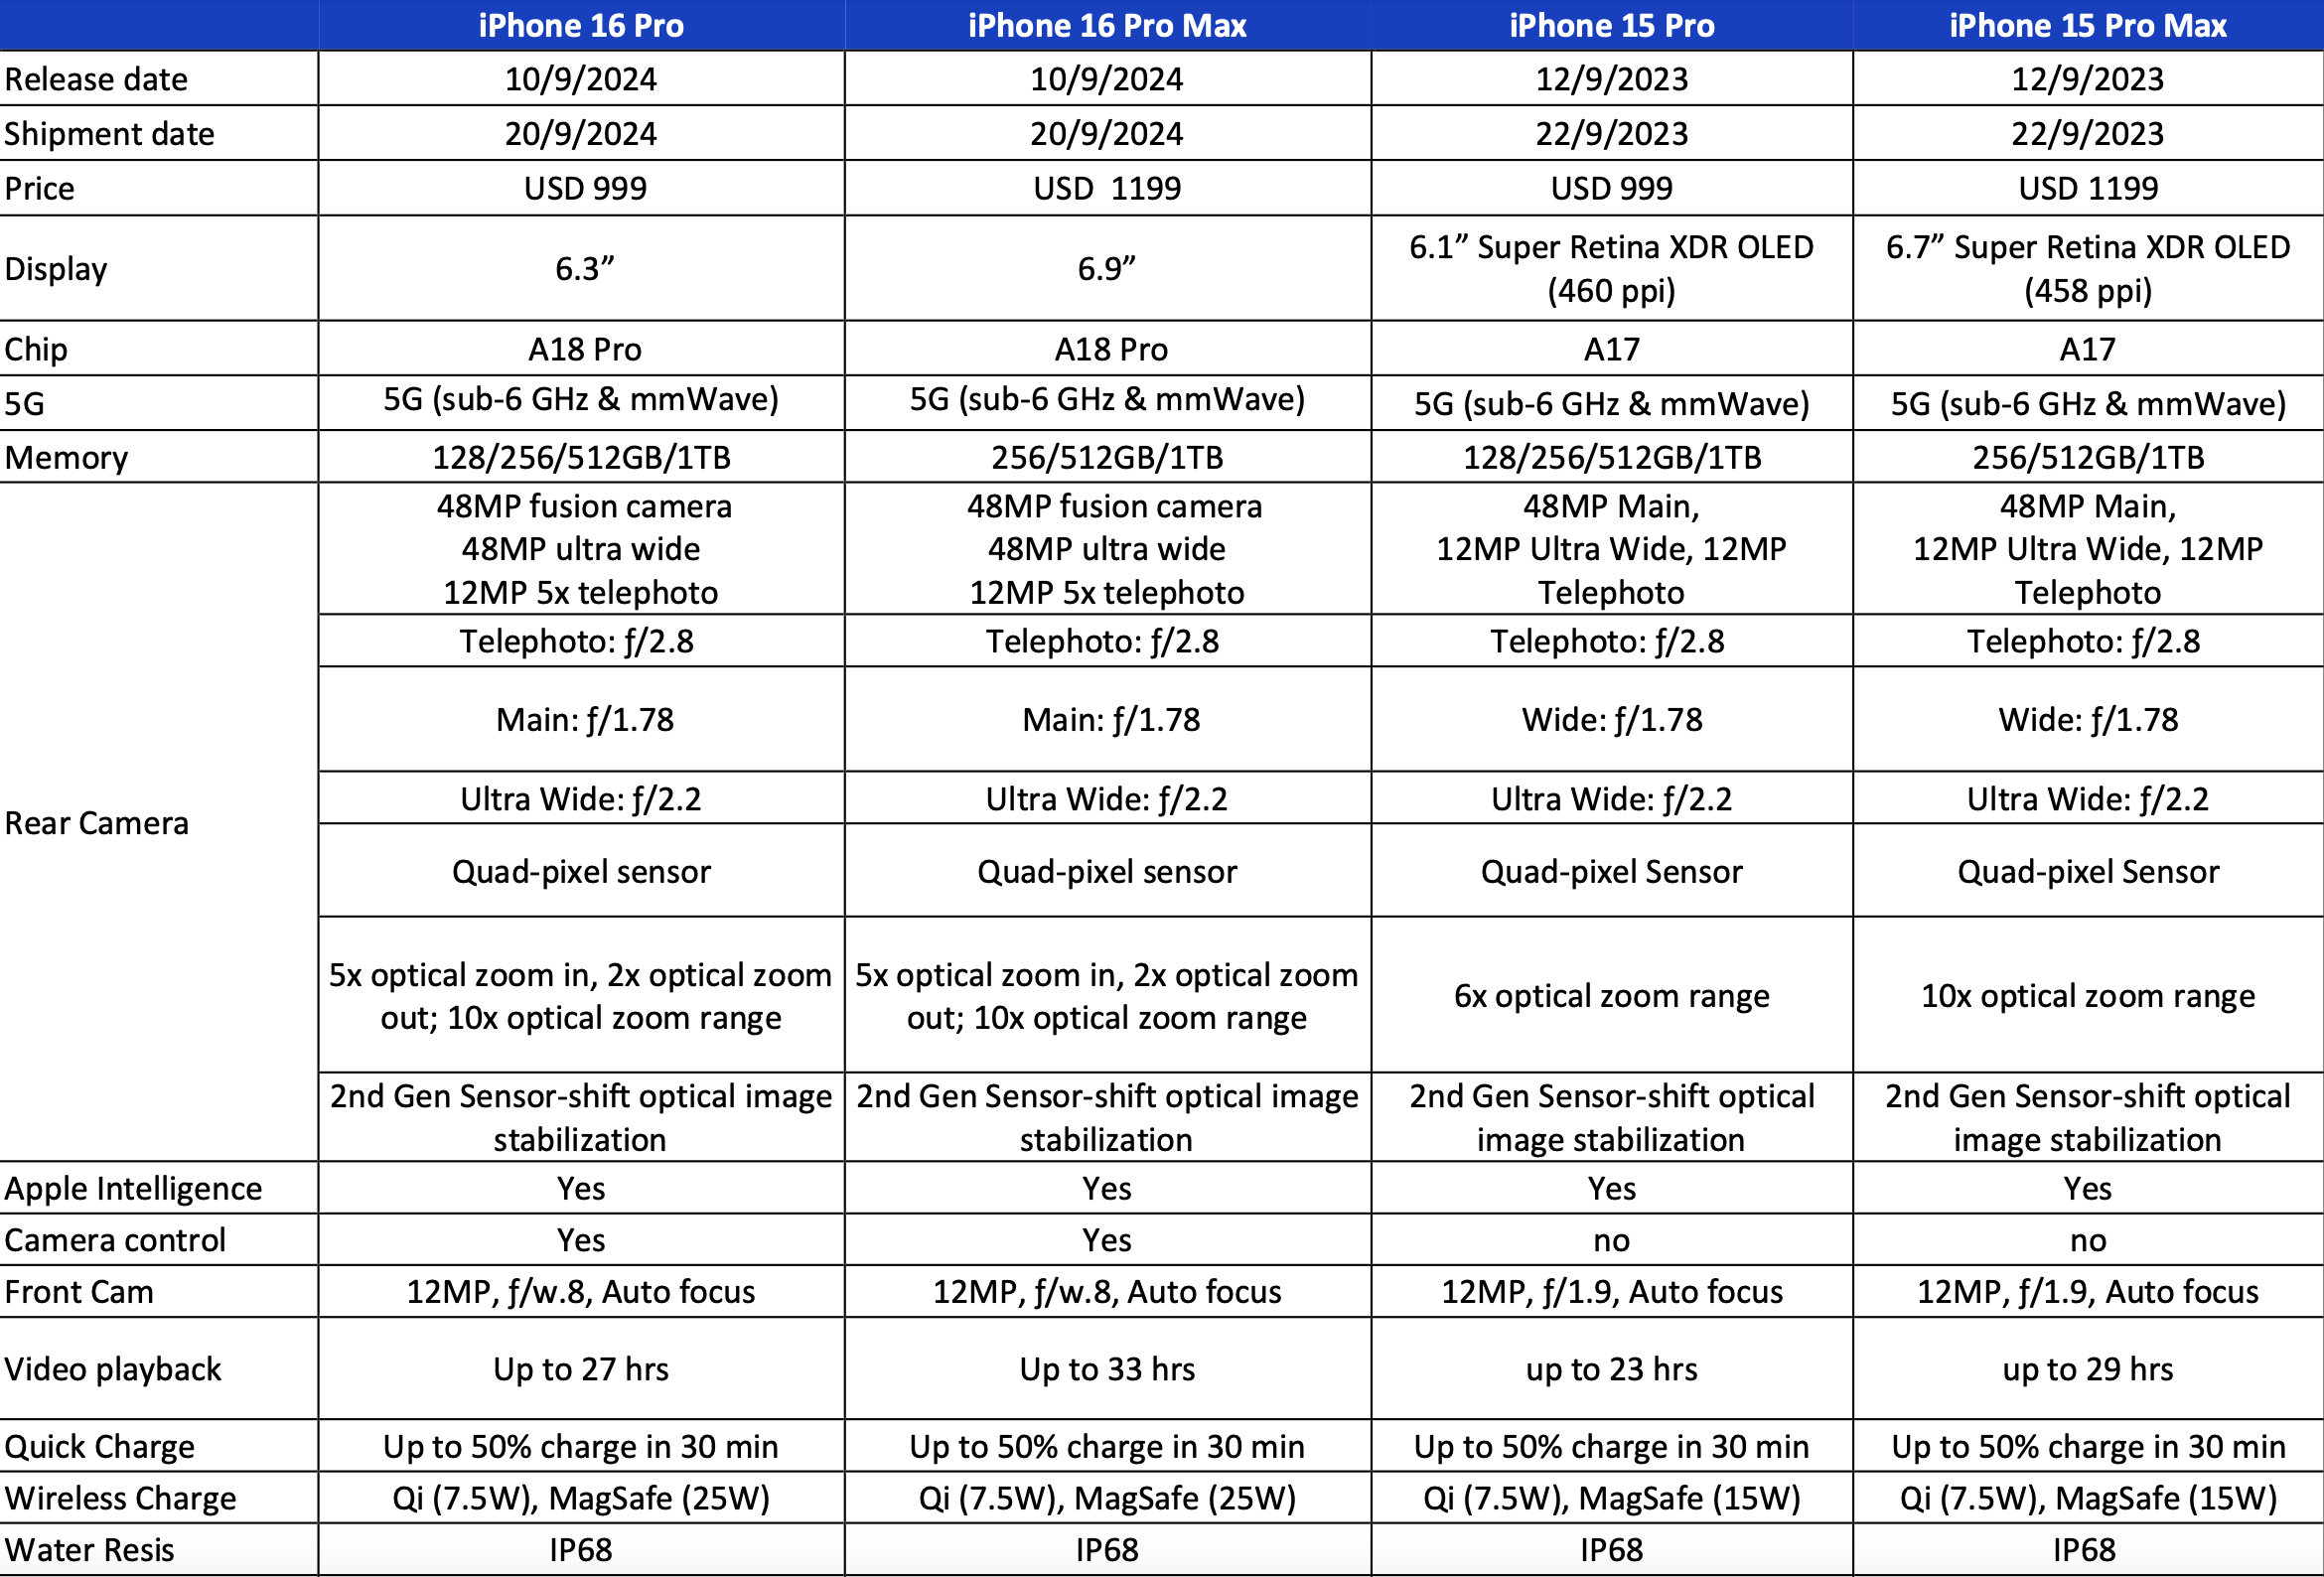 iPhone 16 Pro iPhone 16 Pro Max iPhone 15 Pro iPhone 15 Pro Max
Release date 10/9/2024 10/9/2024 12/9/2023 12/9/2023
Shipment date 20/9/2024 20/9/2024 22/9/2023 22/9/2023
Price USD 999 USD  1199 USD 999 USD 1199
Display 6.3” 6.9” 6.1” Super Retina XDR OLED (460 ppi) 6.7” Super Retina XDR OLED (458 ppi)
Chip A18 Pro A18 Pro A17 A17
5G 5G (sub-6 GHz & mmWave) 5G (sub-6 GHz & mmWave) 5G (sub-6 GHz & mmWave) 5G (sub-6 GHz & mmWave)
Memory 128/256/512GB/1TB 256/512GB/1TB 128/256/512GB/1TB 256/512GB/1TB
Rear Camera
48MP fusion camera 48MP fusion camera 48MP Main, 48MP Main,
48MP ultra wide 48MP ultra wide 12MP Ultra Wide, 12MP 12MP Ultra Wide, 12MP
12MP 5x telephoto 12MP 5x telephoto Telephoto Telephoto
Telephoto: ƒ/2.8 Telephoto: ƒ/2.8 Telephoto: ƒ/2.8 Telephoto: ƒ/2.8
Main: ƒ/1.78 Main: ƒ/1.78 Wide: ƒ/1.78 Wide: ƒ/1.78
Ultra Wide: ƒ/2.2 Ultra Wide: ƒ/2.2 Ultra Wide: ƒ/2.2 Ultra Wide: ƒ/2.2
Quad-pixel sensor Quad-pixel sensor Quad-pixel Sensor Quad-pixel Sensor
5x optical zoom in, 2x optical zoom 5x optical zoom in, 2x optical zoom 6x optical zoom range 10x optical zoom range
out; 10x optical zoom range out; 10x optical zoom range
2nd Gen Sensor-shift optical image 2nd Gen Sensor-shift optical image 2nd Gen Sensor-shift optical 2nd Gen Sensor-shift optical
stabilization stabilization image stabilization image stabilization
Apple Intelligence Yes Yes Yes Yes
Camera control Yes Yes no no
Front Cam 12MP, ƒ/w.8, Auto focus 12MP, ƒ/w.8, Auto focus 12MP, ƒ/1.9, Auto focus 12MP, ƒ/1.9, Auto focus
Video playback Up to 27 hrs Up to 33 hrs up to 23 hrs up to 29 hrs
Quick Charge Up to 50% charge in 30 min Up to 50% charge in 30 min Up to 50% charge in 30 min Up to 50% charge in 30 min
Wireless Charge Qi (7.5W), MagSafe (25W) Qi (7.5W), MagSafe (25W) Qi (7.5W), MagSafe (15W) Qi (7.5W), MagSafe (15W)
Water Resis IP68 IP68 IP68 IP68